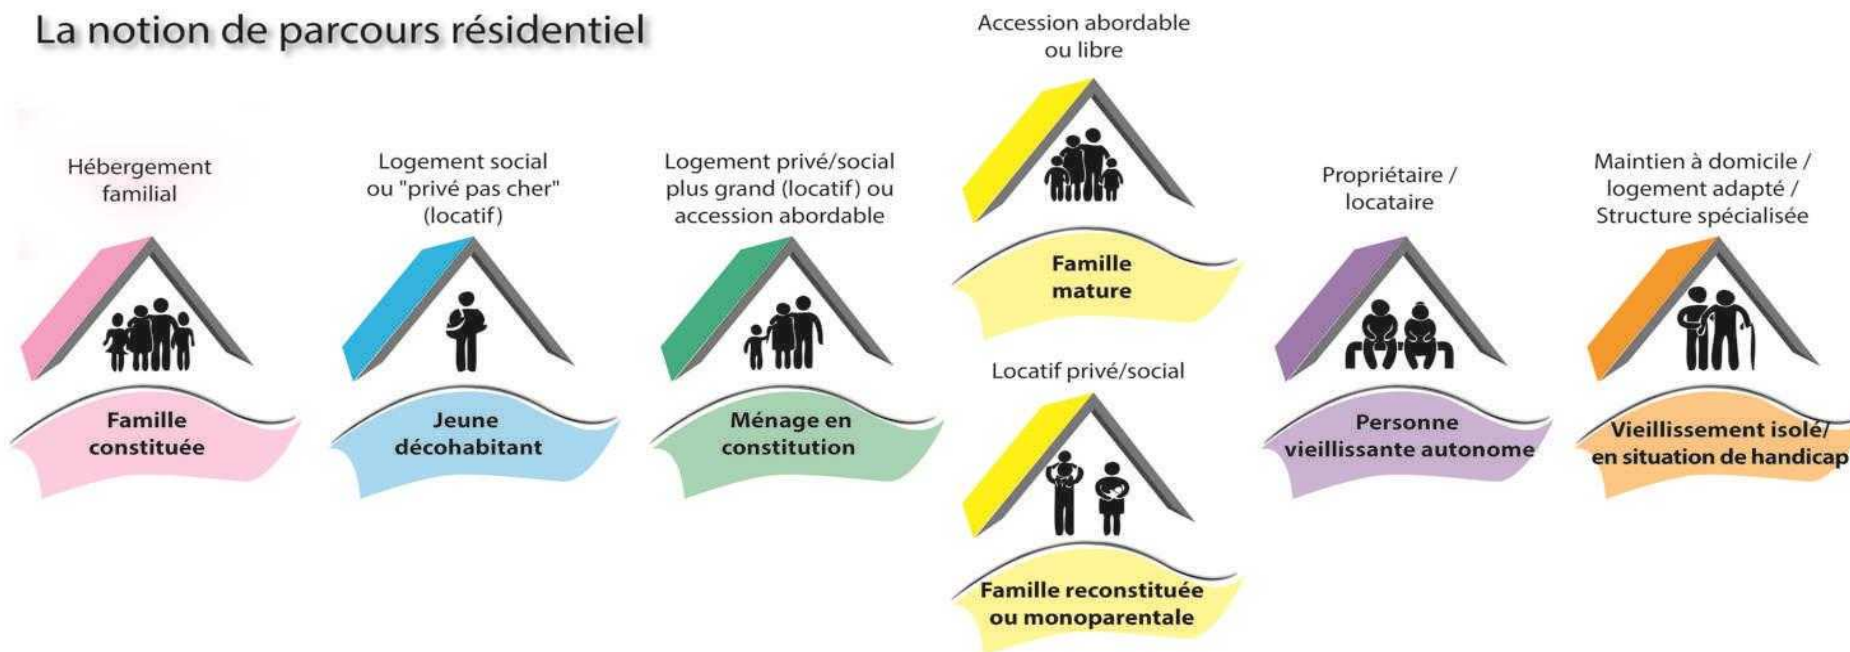 La notion de parcours résidentiel
Hébergement
familial
Famille
constituée
Logement social
ou "privé pas cher"
(locatif)
Jeune
décohabitant
Logement privé/social
plus grand (locatif) ou
accession abordable
Ménage en
constitution
Accession abordable
ou libre
Famille
mature
Locatif privé/social
Famille reconstituée
ou monoparentale
Propriétaire /
locataire
Personne
vieillissante autonome
Maintien à domicile /
logement adapté /
Structure spécialisée
Vieillissement isolé/
en situation de handicap